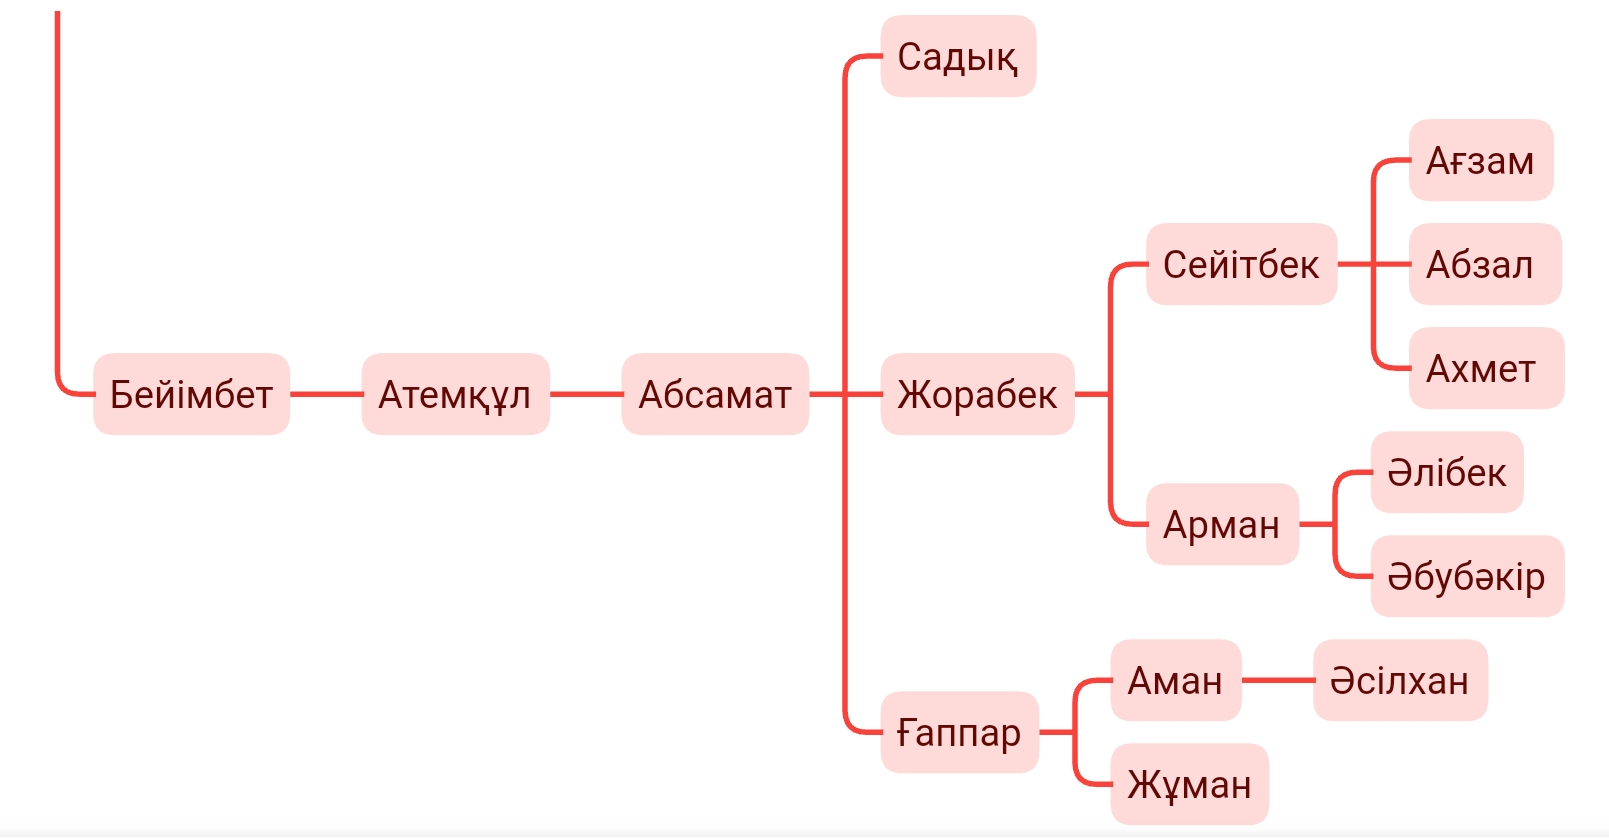 Садық
Ағзам
Сейітбек
Абзал
Ахмет
Бейімбет
Атемқұл
Абсамат
Жорабек
Әлібек
Арман
Әбубәкір
Аман
Әсілхан
Ғаппар
Жұман